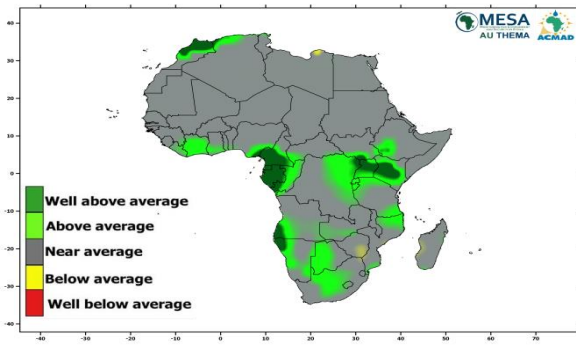 MESA
AU THEMA
ACMAD
40
30
20
10
0
-10
-20
-30
-40
Well above average
Above average
Near average
Below average
Well below average
-40 -30 -20 -10 0 10 20 30 40 50 60 70